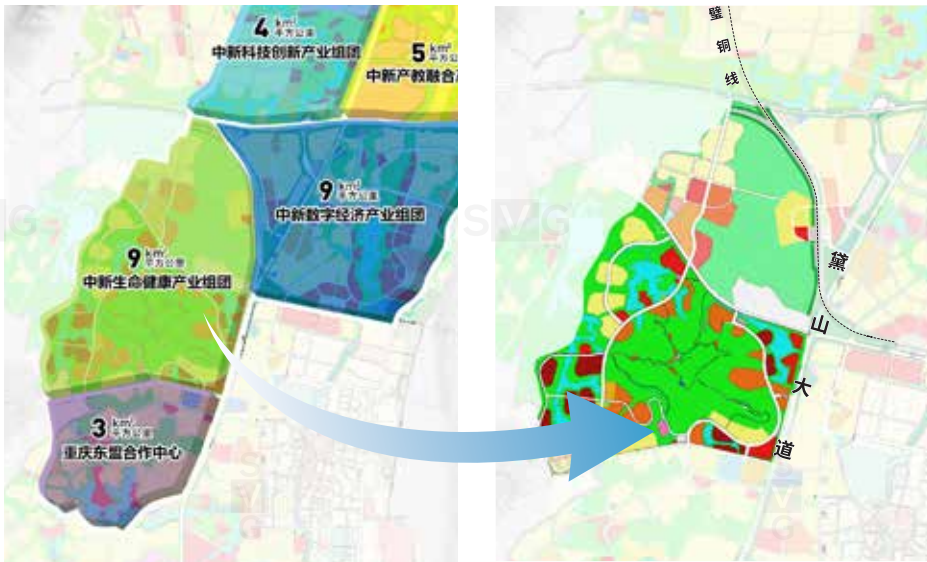 4 km² 平方公里
中新科技创新产业组团
5 km² 平方公
中新产教融合
9 km² 平方公里
中新数字经济产业组团
9 km² 平方公里
中新生命健康产业组团
3 km² 平方公里
重庆东盟合作中心
璧铜线
黛山大道